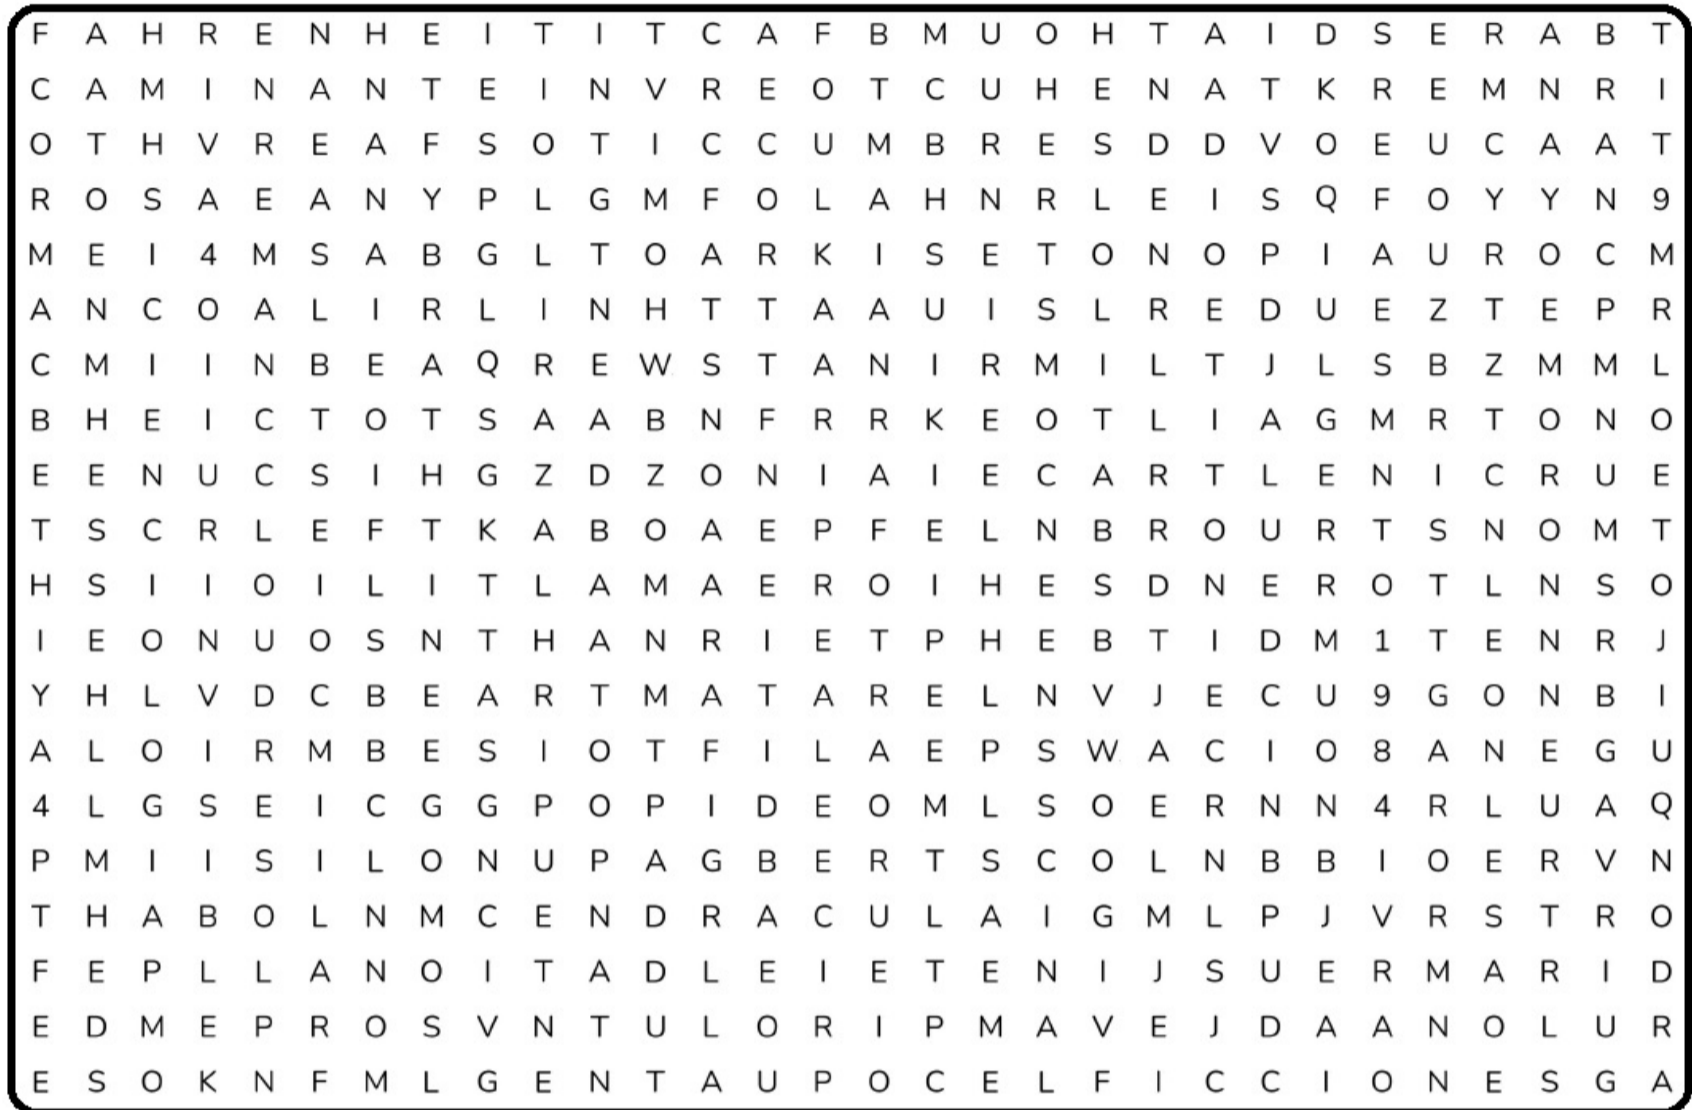 F A H R E N H E I T I T C A F B M U O H T A I D S E R A B T
C A M I N A N T E I N V R E O T C U H E N A T K R E M N R I
O T H V R E A F S O T I C C U M B R E S D D V O E U C A A T
R O S A E A N Y P L G M F O L A H N R L E I S Q F O Y Y N 9
M E I 4 M S A B G L T O A R K I S E T O N O P I A U R O C M
A N C O A L I R L I N H T T A A U I S L R E D U E Z T E P R
C M I I N B E A Q R E W S T A N I R M I L T J L S B Z M M L
B H E I C T O T S A A B N F R R K E O T L I A G M R T O N O
E E N U C S I H G Z D Z O N I A I E C A R T L E N I C R U E
T S C R L E F T K A B O A E P F E L N B R O U R T S N O M T
H S I I O I L I T L A M A E R O I H E S D N E R O T L N S O
I E O N U O S N T H A N R I E T P H E B T I D M 1 T E N R J
Y H L V D C B E A R T M A T A R E L N V J E C U 9 G O N B I
A L O I R M B E S I O T F I L A E P S W A C I O 8 A N E G U
4 L G S E I C G G P O P I D E O M L S O E R N N 4 R L U A Q
P M I I S I L O N U P A G B E R T S C O L N B B I O E R V N
T H A B O L N M C E N D R A C U L A I G M L P J V R S T R O
F E P L L A N O I T A D L E I E T E N I J S U E R M A R I D
E D M E P R O S V N T U L O R I P M A V E J D A A N O L U R
E S O K N F M L G E N T A U P O C E L F I C C I O N E S G A